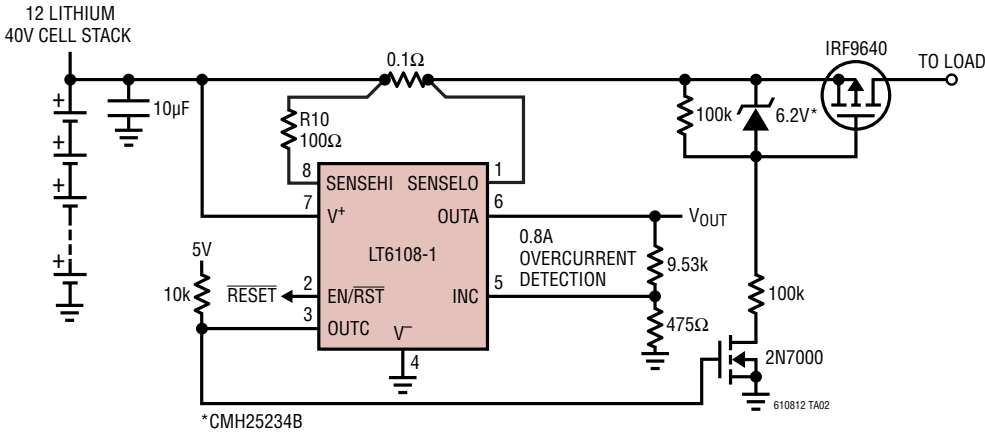 12 LITHIUM
40V CELL STACK
0.1Ω
IRF9640
TO LOAD
10µF
R10
100Ω
100k
6.2V*
8
SENSEHI
SENSELO
1
7
V+
OUTA
6
VOUT
LT6108-1
0.8A
OVERCURRENT
DETECTION
9.53k
5V
10k
RESET
2
EN/RST
INC
5
3
OUTC
V–
4
475Ω
100k
2N7000
*CMH25234B
610812 TA02
+
+
+
+